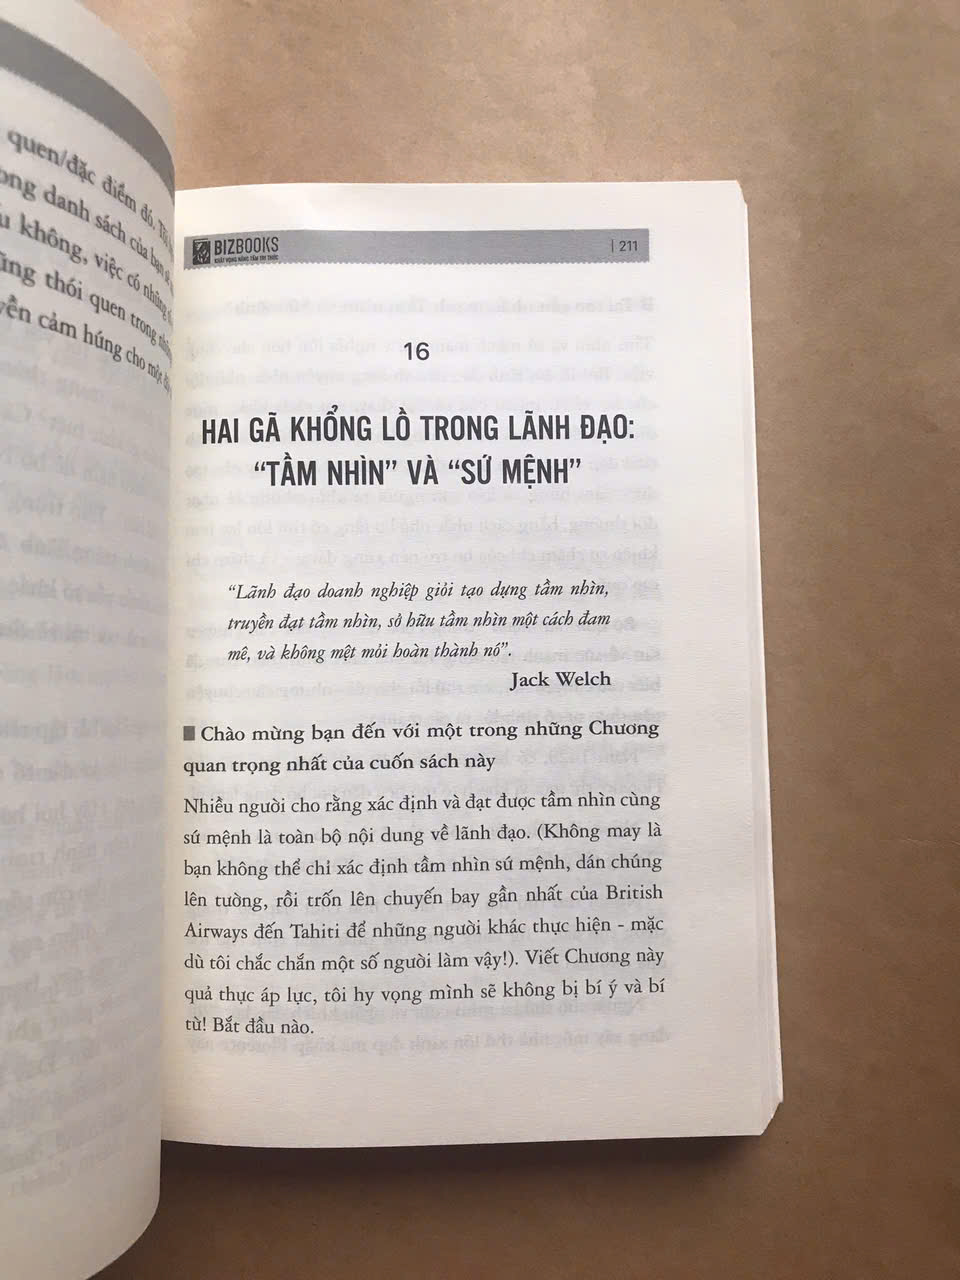 quen/đặc điểm đó.
danh sách của bạn
không, việc có những
thói quen trong
cảm hứng cho một
BIZBOOKS
KHÁT VỌNG NÂNG TẦM TRI THỨC
| 211
16
HAI GÃ KHỔNG LỒ TRONG LÃNH ĐẠO:
“TẦM NHÌN” VÀ “SỨ MỆNH”
“Lãnh đạo doanh nghiệp giỏi tạo dựng tầm nhìn,
truyền đạt tầm nhìn, sở hữu tầm nhìn một cách đam
mê, và không mệt mỏi hoàn thành nó”.
Jack Welch
Chào mừng bạn đến với một trong những Chương
quan trọng nhất của cuốn sách này
Nhiều người cho rằng xác định và đạt được tầm nhìn cùng
sứ mệnh là toàn bộ nội dung về lãnh đạo. (Không may là
bạn không thể chỉ xác định tầm nhìn sứ mệnh, dán chúng
lên tường, rồi trốn lên chuyến bay gần nhất của British
Airways đến Tahiti để những người khác thực hiện - mặc
dù tôi chắc chắn một số người làm vậy!). Viết Chương này
quả thực áp lực, tôi hy vọng mình sẽ không bị bí ý và bí
từ! Bắt đầu nào.